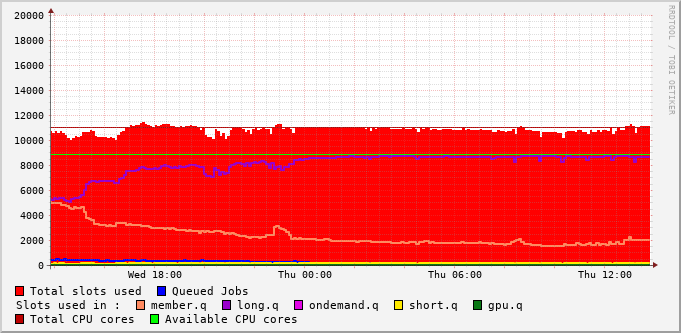 20000
18000
16000
14000
12000
10000
8000
6000
4000
2000
0
Wed 18:00 Thu 00:00 Thu 06:00 Thu 12:00
Total slots used Queued Jobs
Slots used in : member.q long.q ondemand.q short.q gpu.q
Total CPU cores Available CPU cores
RRDTOOL / TOBI OETIKER